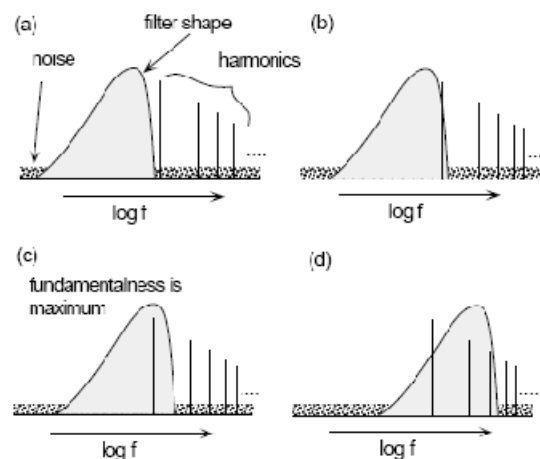 (a)
filter shape
noise
harmonics
log f
(b)
log f
(c)
fundamentalness is
maximum
log f
(d)
log f